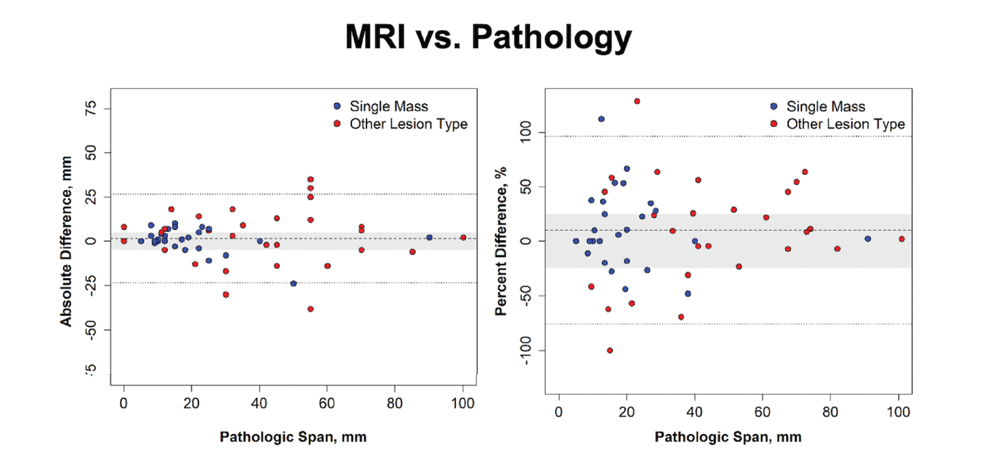 MRI vs. Pathology
Single Mass
Other Lesion Type
75
50
25
0
-25
-50
Absolute Difference, mm
0 20 40 60 80 100
Pathologic Span, mm
Single Mass
Other Lesion Type
100
50
0
-50
-100
Percent Difference, %
0 20 40 60 80 100
Pathologic Span, mm